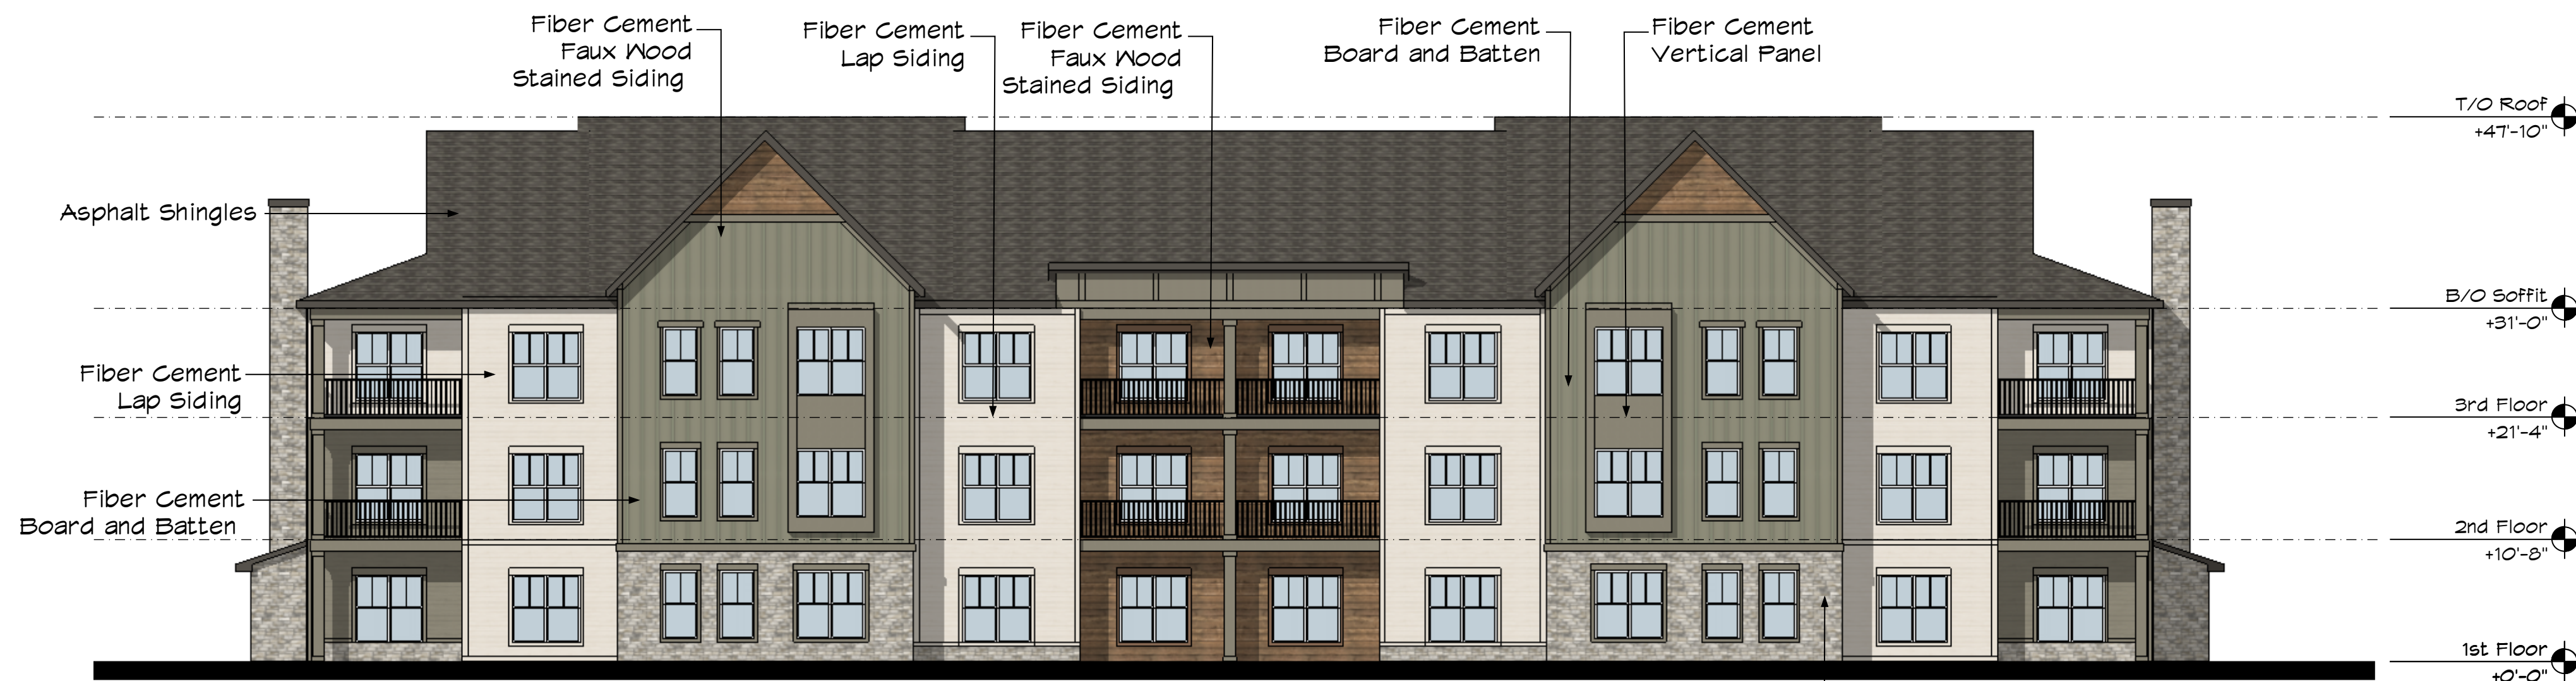 Fiber Cement
Faux Wood
Stained Siding
Fiber Cement
Lap Siding
Fiber Cement
Faux Wood
Stained Siding
Fiber Cement
Board and Batten
Fiber Cement
Vertical Panel
T/O Roof
+47'-10"
Asphalt Shingles
B/O Soffit
+31'-0"
Fiber Cement
Lap Siding
3rd Floor
+21'-4"
Fiber Cement
Board and Batten
2nd Floor
+10'-8"
1st Floor
+0'-0"